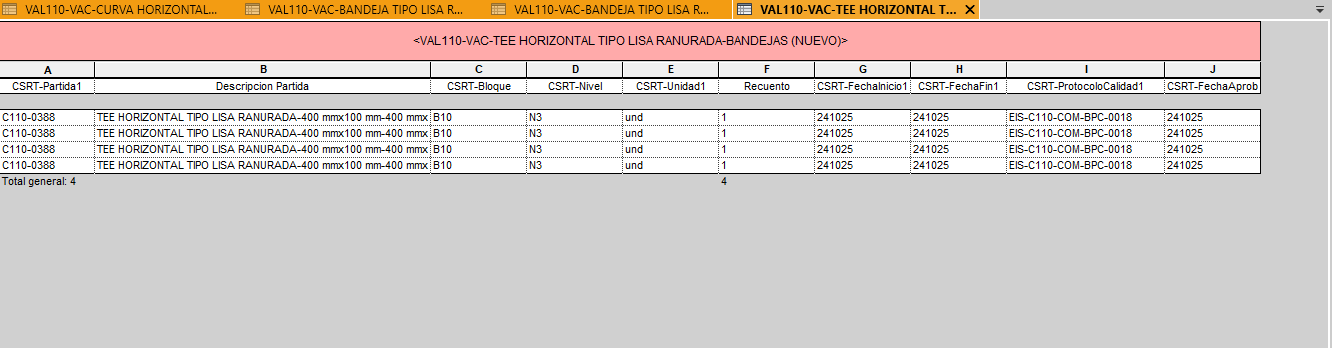 VAL110-VAC-CURVA HORIZONTAL... VAL110-VAC-BANDEJA TIPO LISA R... VAL110-VAC-BANDEJA TIPO LISA R... VAL110-VAC-TEE HORIZONTAL T...
<VAL110-VAC-TEE HORIZONTAL TIPO LISA RANURADA-BANDEJAS (NUEVO)>
A B C D E F G H I J
CSRT-Partida1 Descripcion Partida CSRT-Bloque CSRT-Nivel CSRT-Unidad1 Recuento CSRT-FechaInicio1 CSRT-FechaFin1 CSRT-ProtocoloCalidad1 CSRT-FechaAprob
C110-0388 TEE HORIZONTAL TIPO LISA RANURADA-400 mmx100 mm-400 mmx B10 N3 und 1 241025 241025 EIS-C110-COM-BPC-0018 241025
C110-0388 TEE HORIZONTAL TIPO LISA RANURADA-400 mmx100 mm-400 mmx B10 N3 und 1 241025 241025 EIS-C110-COM-BPC-0018 241025
C110-0388 TEE HORIZONTAL TIPO LISA RANURADA-400 mmx100 mm-400 mmx B10 N3 und 1 241025 241025 EIS-C110-COM-BPC-0018 241025
C110-0388 TEE HORIZONTAL TIPO LISA RANURADA-400 mmx100 mm-400 mmx B10 N3 und 1 241025 241025 EIS-C110-COM-BPC-0018 241025
Total general: 4 4